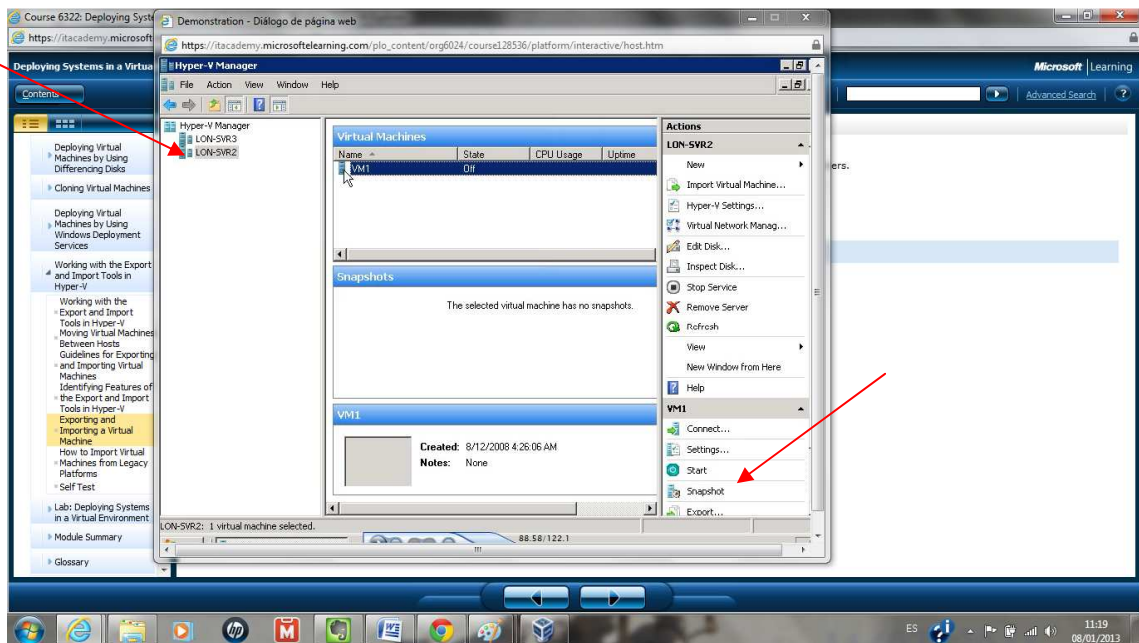 Course 6322: Deploying Syste
Demonstration - Diálogo de página web
https://itacademy.microsoft
https://itacademy.microsoftelearning.com/plo_content/org6024/course128536/platform/interactive/host.htm
Deploying Systems in a Virtua
Microsoft Learning
Contents
Advanced Search
?
Deploying Virtual
Machines by Using
Differencing Disks
Cloning Virtual Machines
Deploying Virtual
Machines by Using
Windows Deployment
Services
Working with the Export
and Import Tools in
Hyper-V
Working with the
Export and Import
Tools in Hyper-V
Moving Virtual Machines
Between Hosts
Guidelines for Exporting
and Importing Virtual
Machines
Identifying Features of
the Export and Import
Tools in Hyper-V
Exporting and
Importing a Virtual
Machine
How to Import Virtual
Machines from Legacy
Platforms
Self Test
Lab: Deploying Systems
in a Virtual Environment
Module Summary
Glossary
Hyper-V Manager
File Action View Window Help
Hyper-V Manager
LON-SVR3
LON-SVR2
Virtual Machines
Name State CPU Usage Uptime
VM1 Off
Snapshots
The selected virtual machine has no snapshots.
VM1
Created: 8/12/2008 4:26:06 AM
Notes: None
Actions
LON-SVR2
New
Import Virtual Machine...
Hyper-V Settings...
Virtual Network Manag...
Edit Disk...
Inspect Disk...
Stop Service
Remove Server
Refresh
View
New Window from Here
Help
VM1
Connect...
Settings...
Start
Snapshot
Export...
LON-SVR2: 1 virtual machine selected.
88.58/122.1
ers.
hp
M
W
ES
11:19
08/01/2013